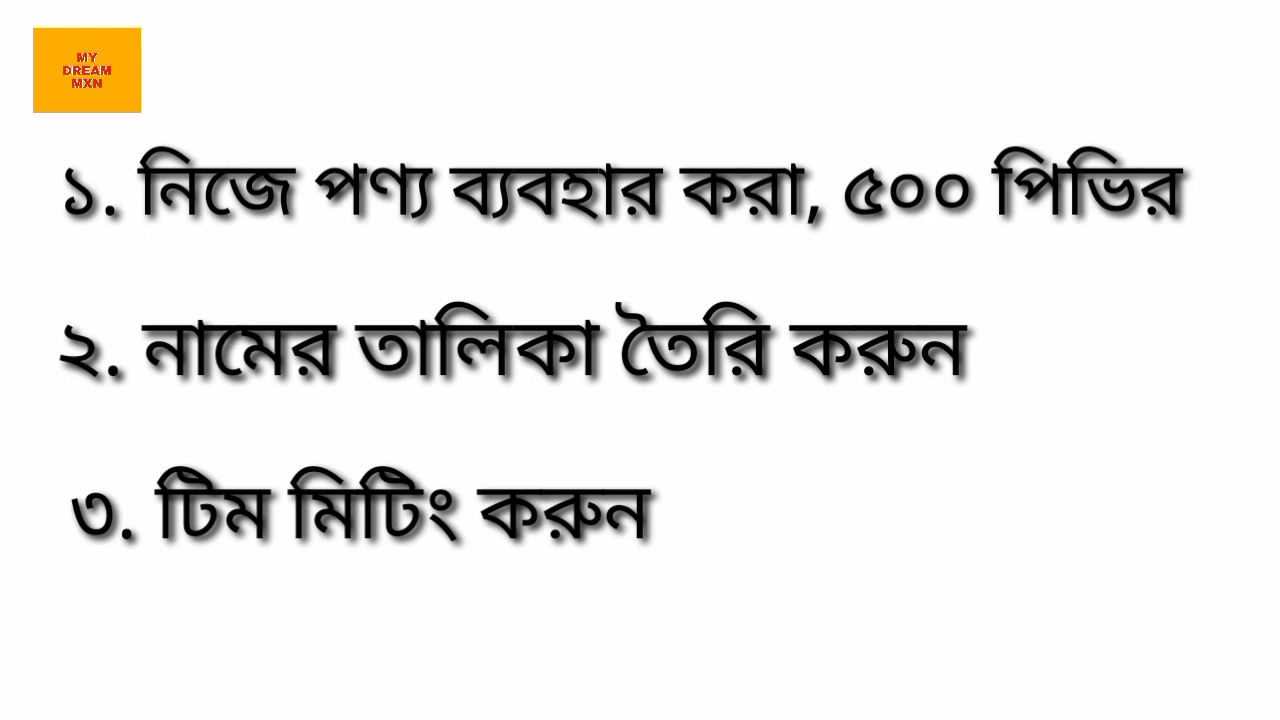 MY
DREAM
MXN
১. নিজে পণ্য ব্যবহার করা, ৫০০ পিভির
২. নামের তালিকা তৈরি করুন
৩. টিম মিটিং করুন